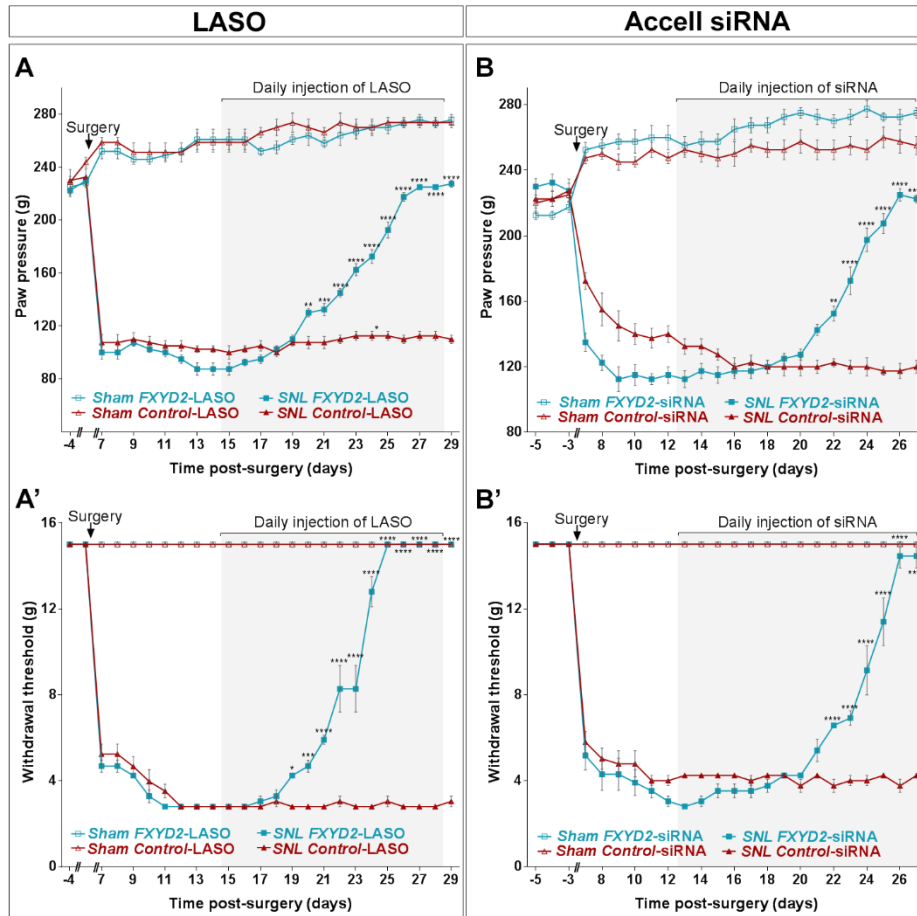 LASO
Accell siRNA
A
Daily injection of LASO
Surgery
Paw pressure (g)
280
240
200
160
120
80
**
***
****
****
****
****
****
****
****
****
*
Sham FXYD2-LASO
SNL FXYD2-LASO
Sham Control-LASO
SNL Control-LASO
-4 // // 7 9 11 13 15 17 19 21 23 25 27 29
Time post-surgery (days)
B
Daily injection of siRNA
Surgery
Paw pressure (g)
280
240
200
160
120
80
**
****
****
****
****
**
Sham FXYD2-siRNA
SNL FXYD2-siRNA
Sham Control-siRNA
SNL Control-siRNA
-5 -3 // 8 10 12 14 16 18 20 22 24 26
Time post-surgery (days)
A'
Surgery
Daily injection of LASO
Withdrawal threshold (g)
16
12
8
4
0
*
***
****
****
****
****
****
****
****
****
****
Sham FXYD2-LASO
SNL FXYD2-LASO
Sham Control-LASO
SNL Control-LASO
-4 // // 7 9 11 13 15 17 19 21 23 25 27 29
Time post-surgery (days)
B'
Surgery
Daily injection of siRNA
Withdrawal threshold (g)
16
12
8
4
0
****
****
****
****
****
**
Sham FXYD2-siRNA
SNL FXYD2-siRNA
Sham Control-siRNA
SNL Control-siRNA
-5 -3 // 8 10 12 14 16 18 20 22 24 26
Time post-surgery (days)